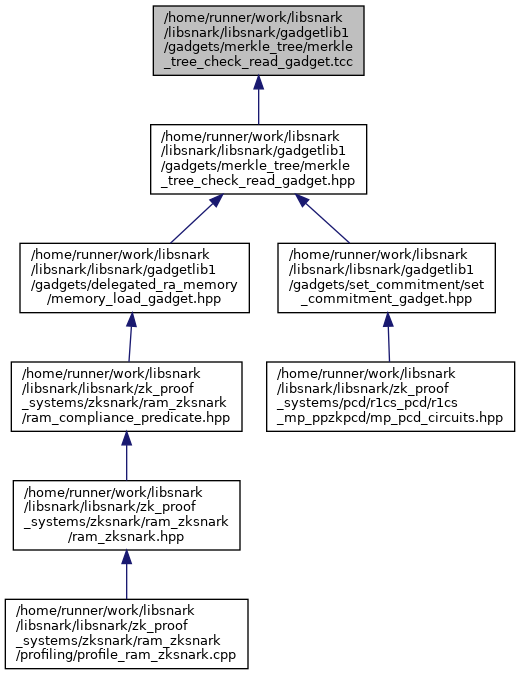 /home/runner/work/libsnark
/libsnark/libsnark/gadgetlib1
/gadgets/merkle_tree/merkle
_tree_check_read_gadget.tcc
/home/runner/work/libsnark
/libsnark/libsnark/gadgetlib1
/gadgets/merkle_tree/merkle
_tree_check_read_gadget.hpp
/home/runner/work/libsnark
/libsnark/libsnark/gadgetlib1
/gadgets/delegated_ra_memory
/memory_load_gadget.hpp
/home/runner/work/libsnark
/libsnark/libsnark/gadgetlib1
/gadgets/set_commitment/set
_commitment_gadget.hpp
/home/runner/work/libsnark
/libsnark/libsnark/zk_proof
_systems/zksnark/ram_zksnark
/ram_compliance_predicate.hpp
/home/runner/work/libsnark
/libsnark/libsnark/zk_proof
_systems/pcd/r1cs_pcd/r1cs
_mp_ppzkpcd/mp_pcd_circuits.hpp
/home/runner/work/libsnark
/libsnark/libsnark/zk_proof
_systems/zksnark/ram_zksnark
/ram_zksnark.hpp
/home/runner/work/libsnark
/libsnark/libsnark/zk_proof
_systems/zksnark/ram_zksnark
/profiling/profile_ram_zksnark.cpp